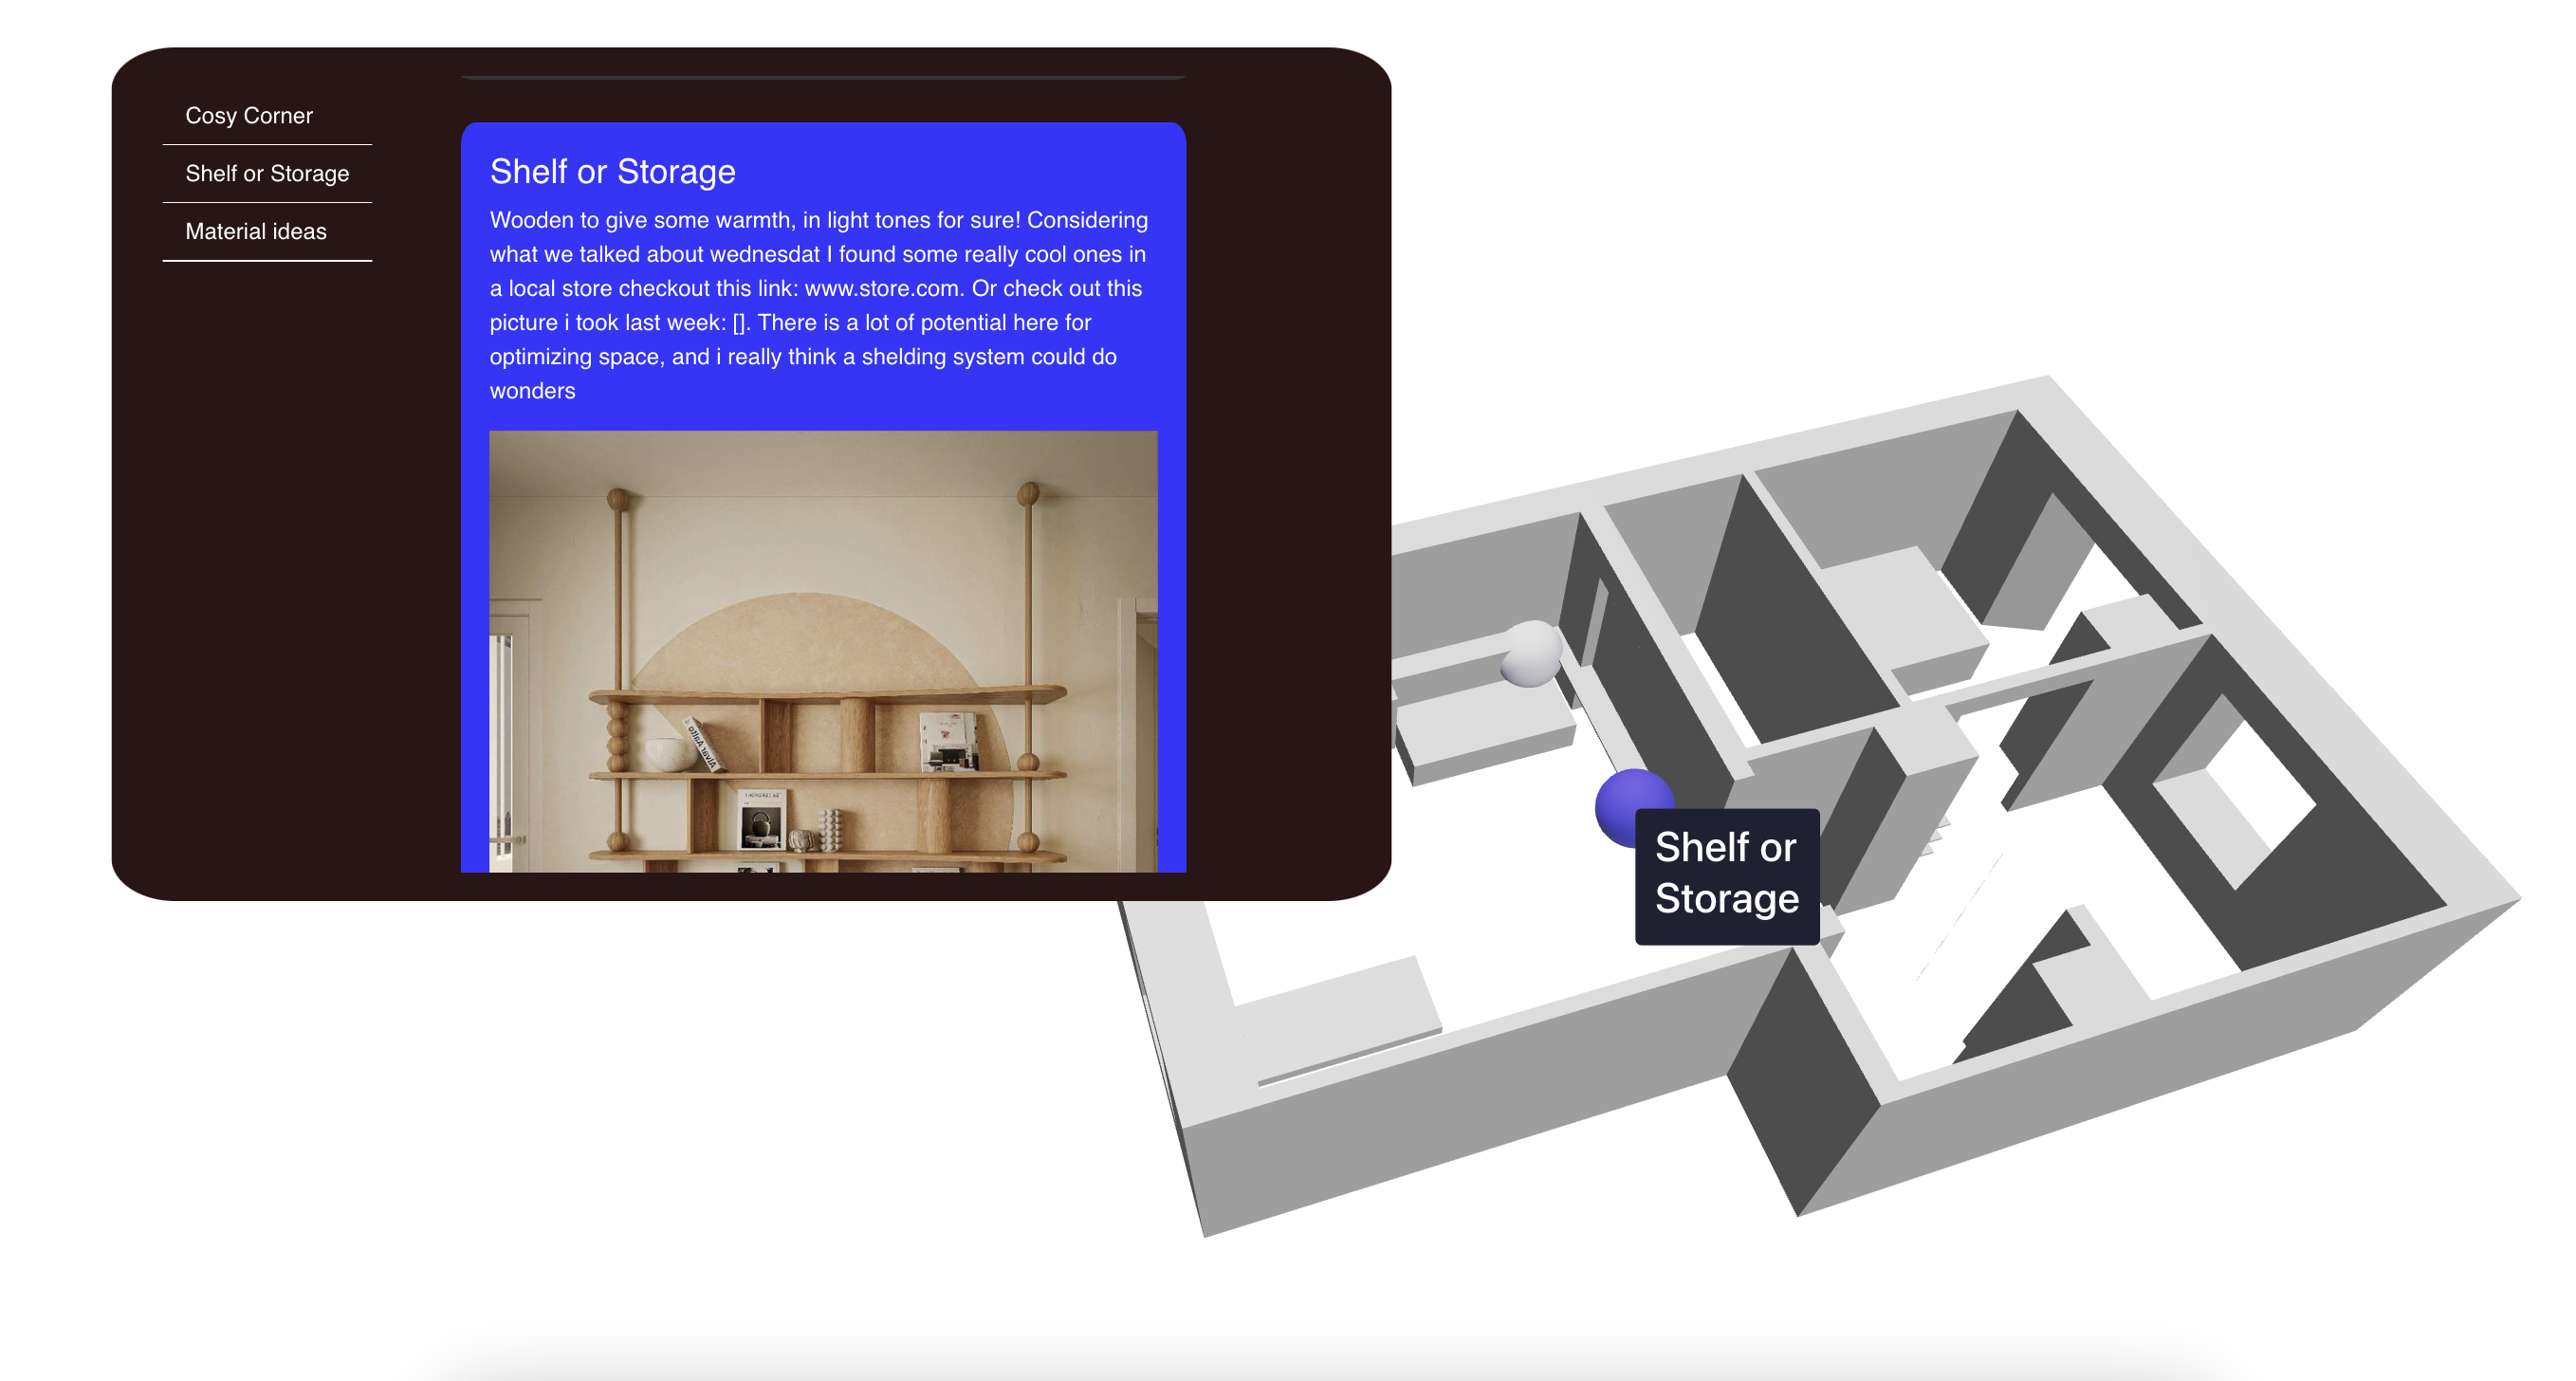 Cosy Corner
Shelf or Storage
Material ideas
Shelf or Storage
Wooden to give some warmth, in light tones for sure! Considering
what we talked about wednesdat I found some really cool ones in
a local store checkout this link: www.store.com. Or check out this
picture i took last week: []. There is a lot of potential here for
optimizing space, and i really think a shelding system could do
wonders
Alvar Aalto
Shelf or
Storage